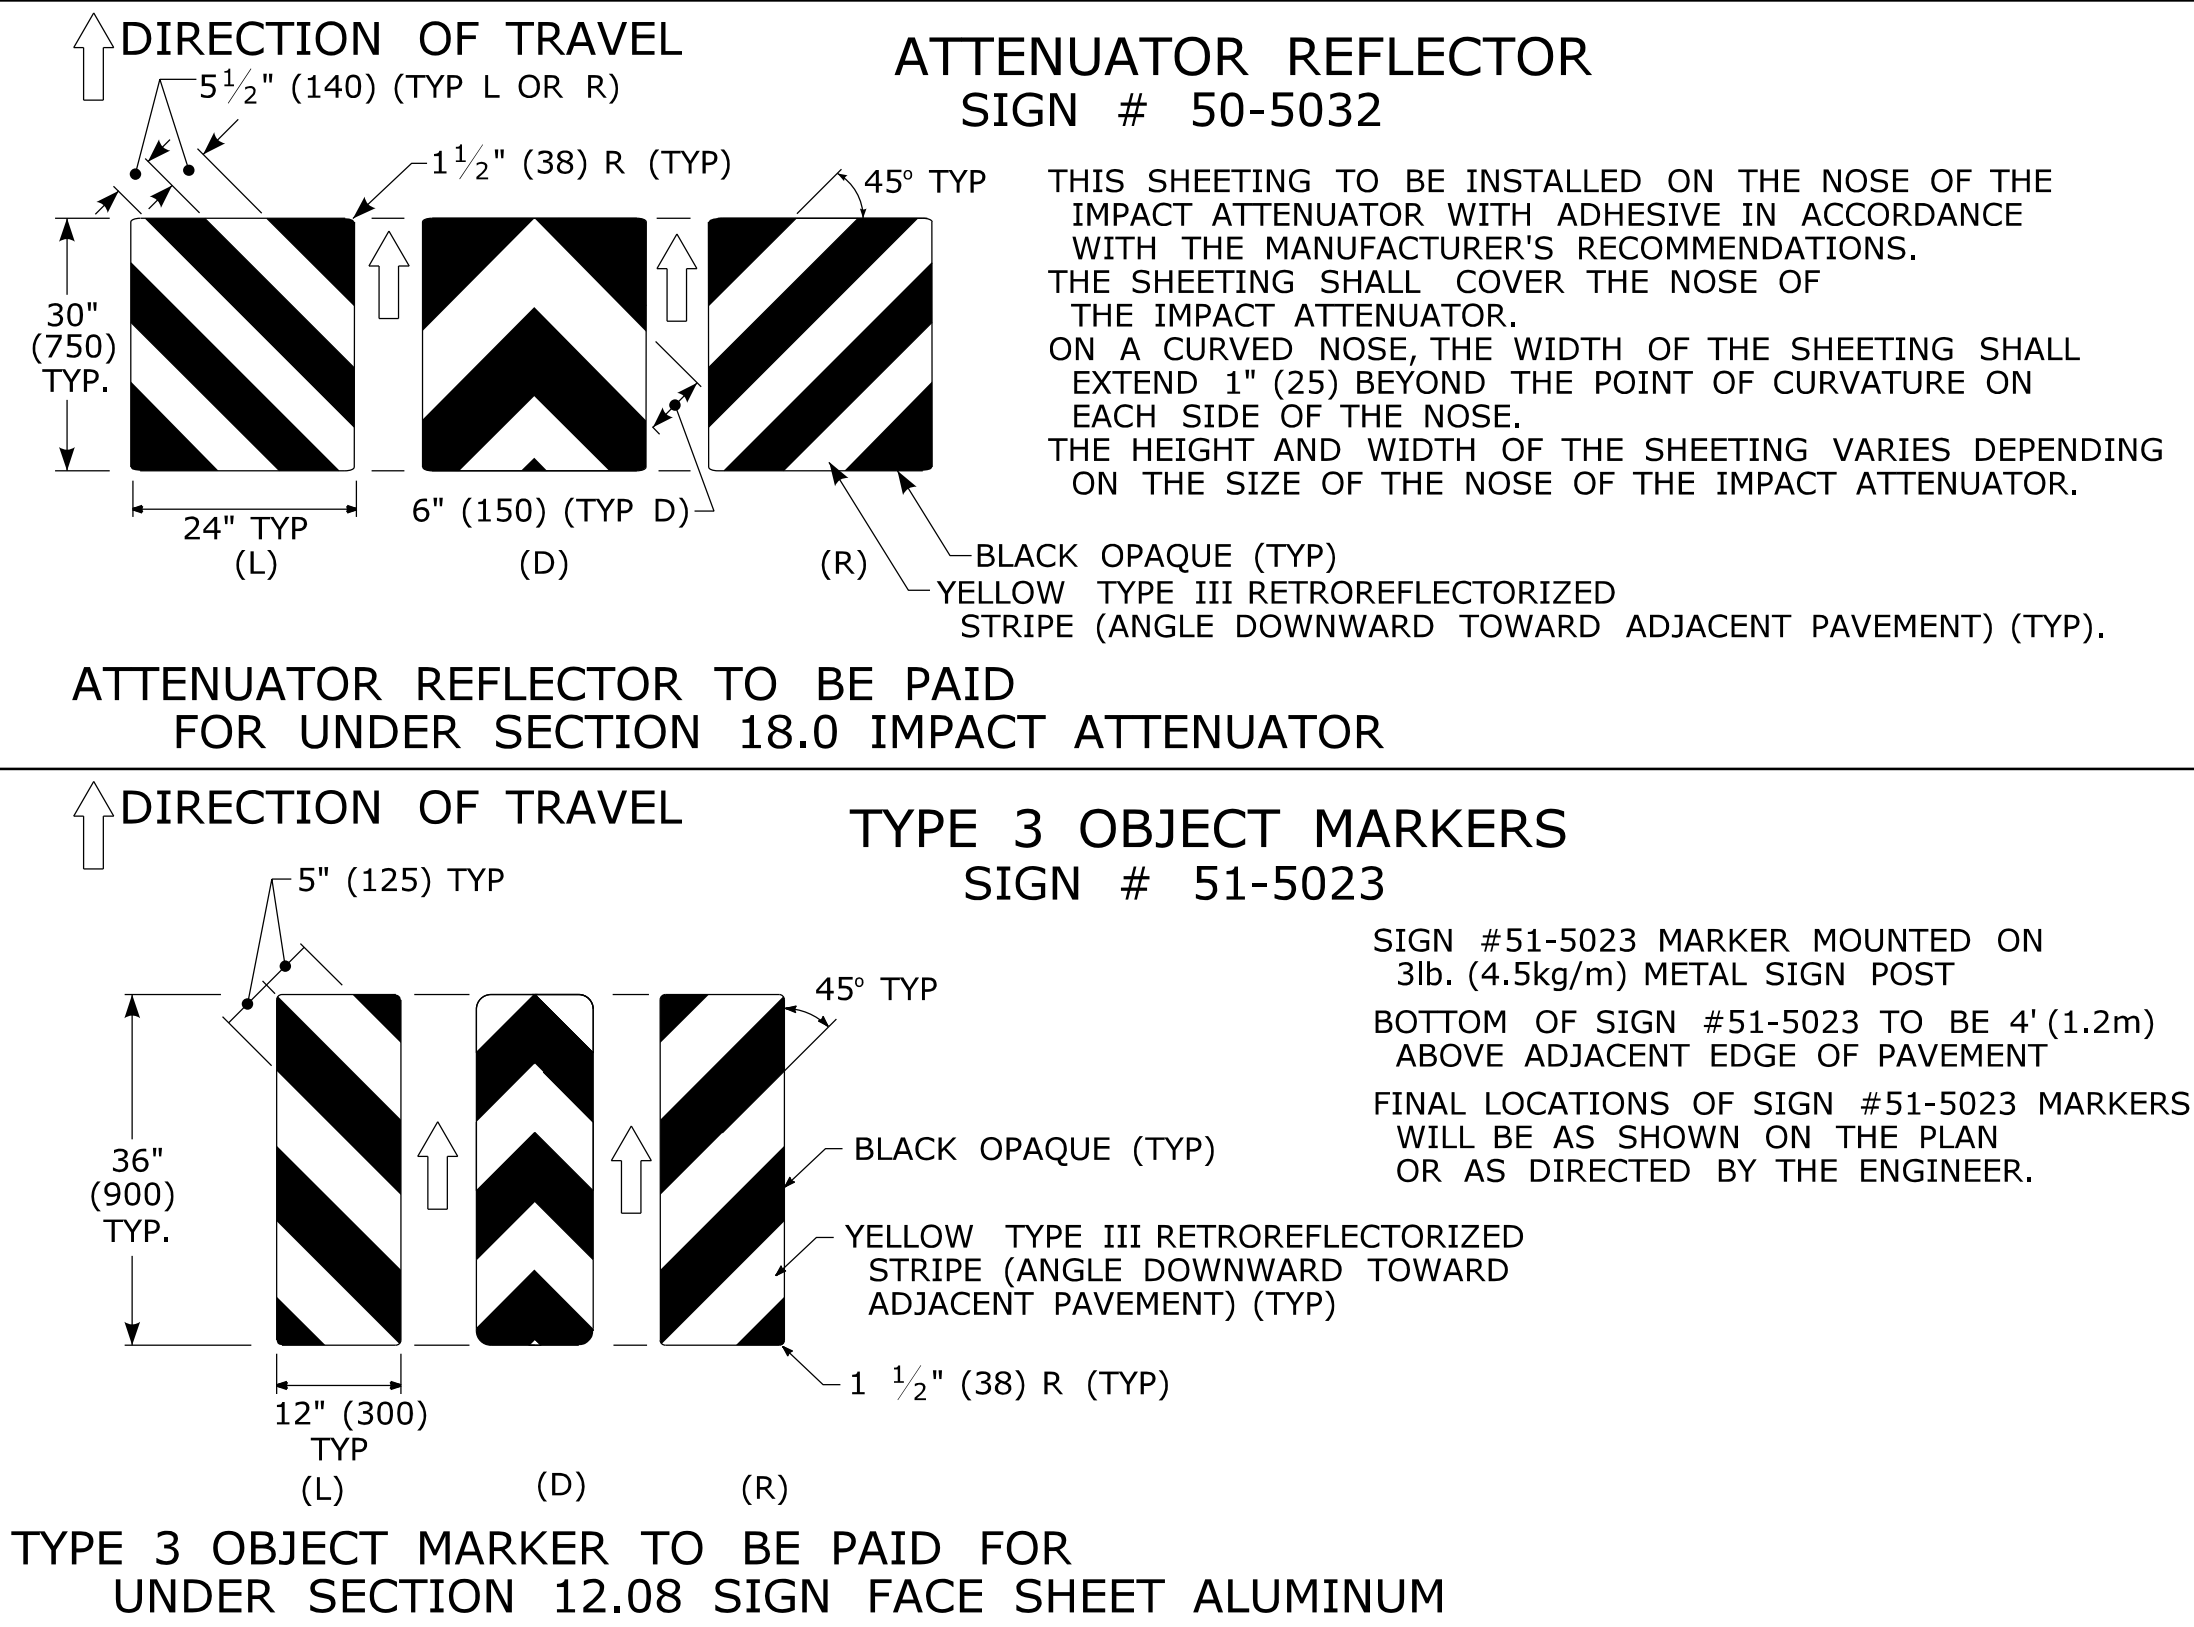 DIRECTION OF TRAVEL
5 1/2" (140) (TYP L OR R)
ATTENUATOR REFLECTOR
SIGN # 50-5032
1 1/2" (38) R (TYP)
45° TYP
30"
(750)
TYP.
THIS SHEETING TO BE INSTALLED ON THE NOSE OF THE
IMPACT ATTENUATOR WITH ADHESIVE IN ACCORDANCE
WITH THE MANUFACTURER'S RECOMMENDATIONS.
THE SHEETING SHALL COVER THE NOSE OF
THE IMPACT ATTENUATOR.
ON A CURVED NOSE, THE WIDTH OF THE SHEETING SHALL
EXTEND 1" (25) BEYOND THE POINT OF CURVATURE ON
EACH SIDE OF THE NOSE.
THE HEIGHT AND WIDTH OF THE SHEETING VARIES DEPENDING
ON THE SIZE OF THE NOSE OF THE IMPACT ATTENUATOR.
24" TYP
6" (150) (TYP D)
(L)
(D)
(R)
BLACK OPAQUE (TYP)
YELLOW TYPE III RETROREFLECTORIZED
STRIPE (ANGLE DOWNWARD TOWARD ADJACENT PAVEMENT) (TYP).
ATTENUATOR REFLECTOR TO BE PAID
FOR UNDER SECTION 18.0 IMPACT ATTENUATOR
DIRECTION OF TRAVEL
TYPE 3 OBJECT MARKERS
SIGN # 51-5023
5" (125) TYP
45° TYP
SIGN #51-5023 MARKER MOUNTED ON
3lb. (4.5kg/m) METAL SIGN POST
BOTTOM OF SIGN #51-5023 TO BE 4' (1.2m)
ABOVE ADJACENT EDGE OF PAVEMENT
FINAL LOCATIONS OF SIGN #51-5023 MARKERS
WILL BE AS SHOWN ON THE PLAN
OR AS DIRECTED BY THE ENGINEER.
36"
(900)
TYP.
BLACK OPAQUE (TYP)
YELLOW TYPE III RETROREFLECTORIZED
STRIPE (ANGLE DOWNWARD TOWARD
ADJACENT PAVEMENT) (TYP)
1 1/2" (38) R (TYP)
12" (300)
TYP
(L)
(D)
(R)
TYPE 3 OBJECT MARKER TO BE PAID FOR
UNDER SECTION 12.08 SIGN FACE SHEET ALUMINUM